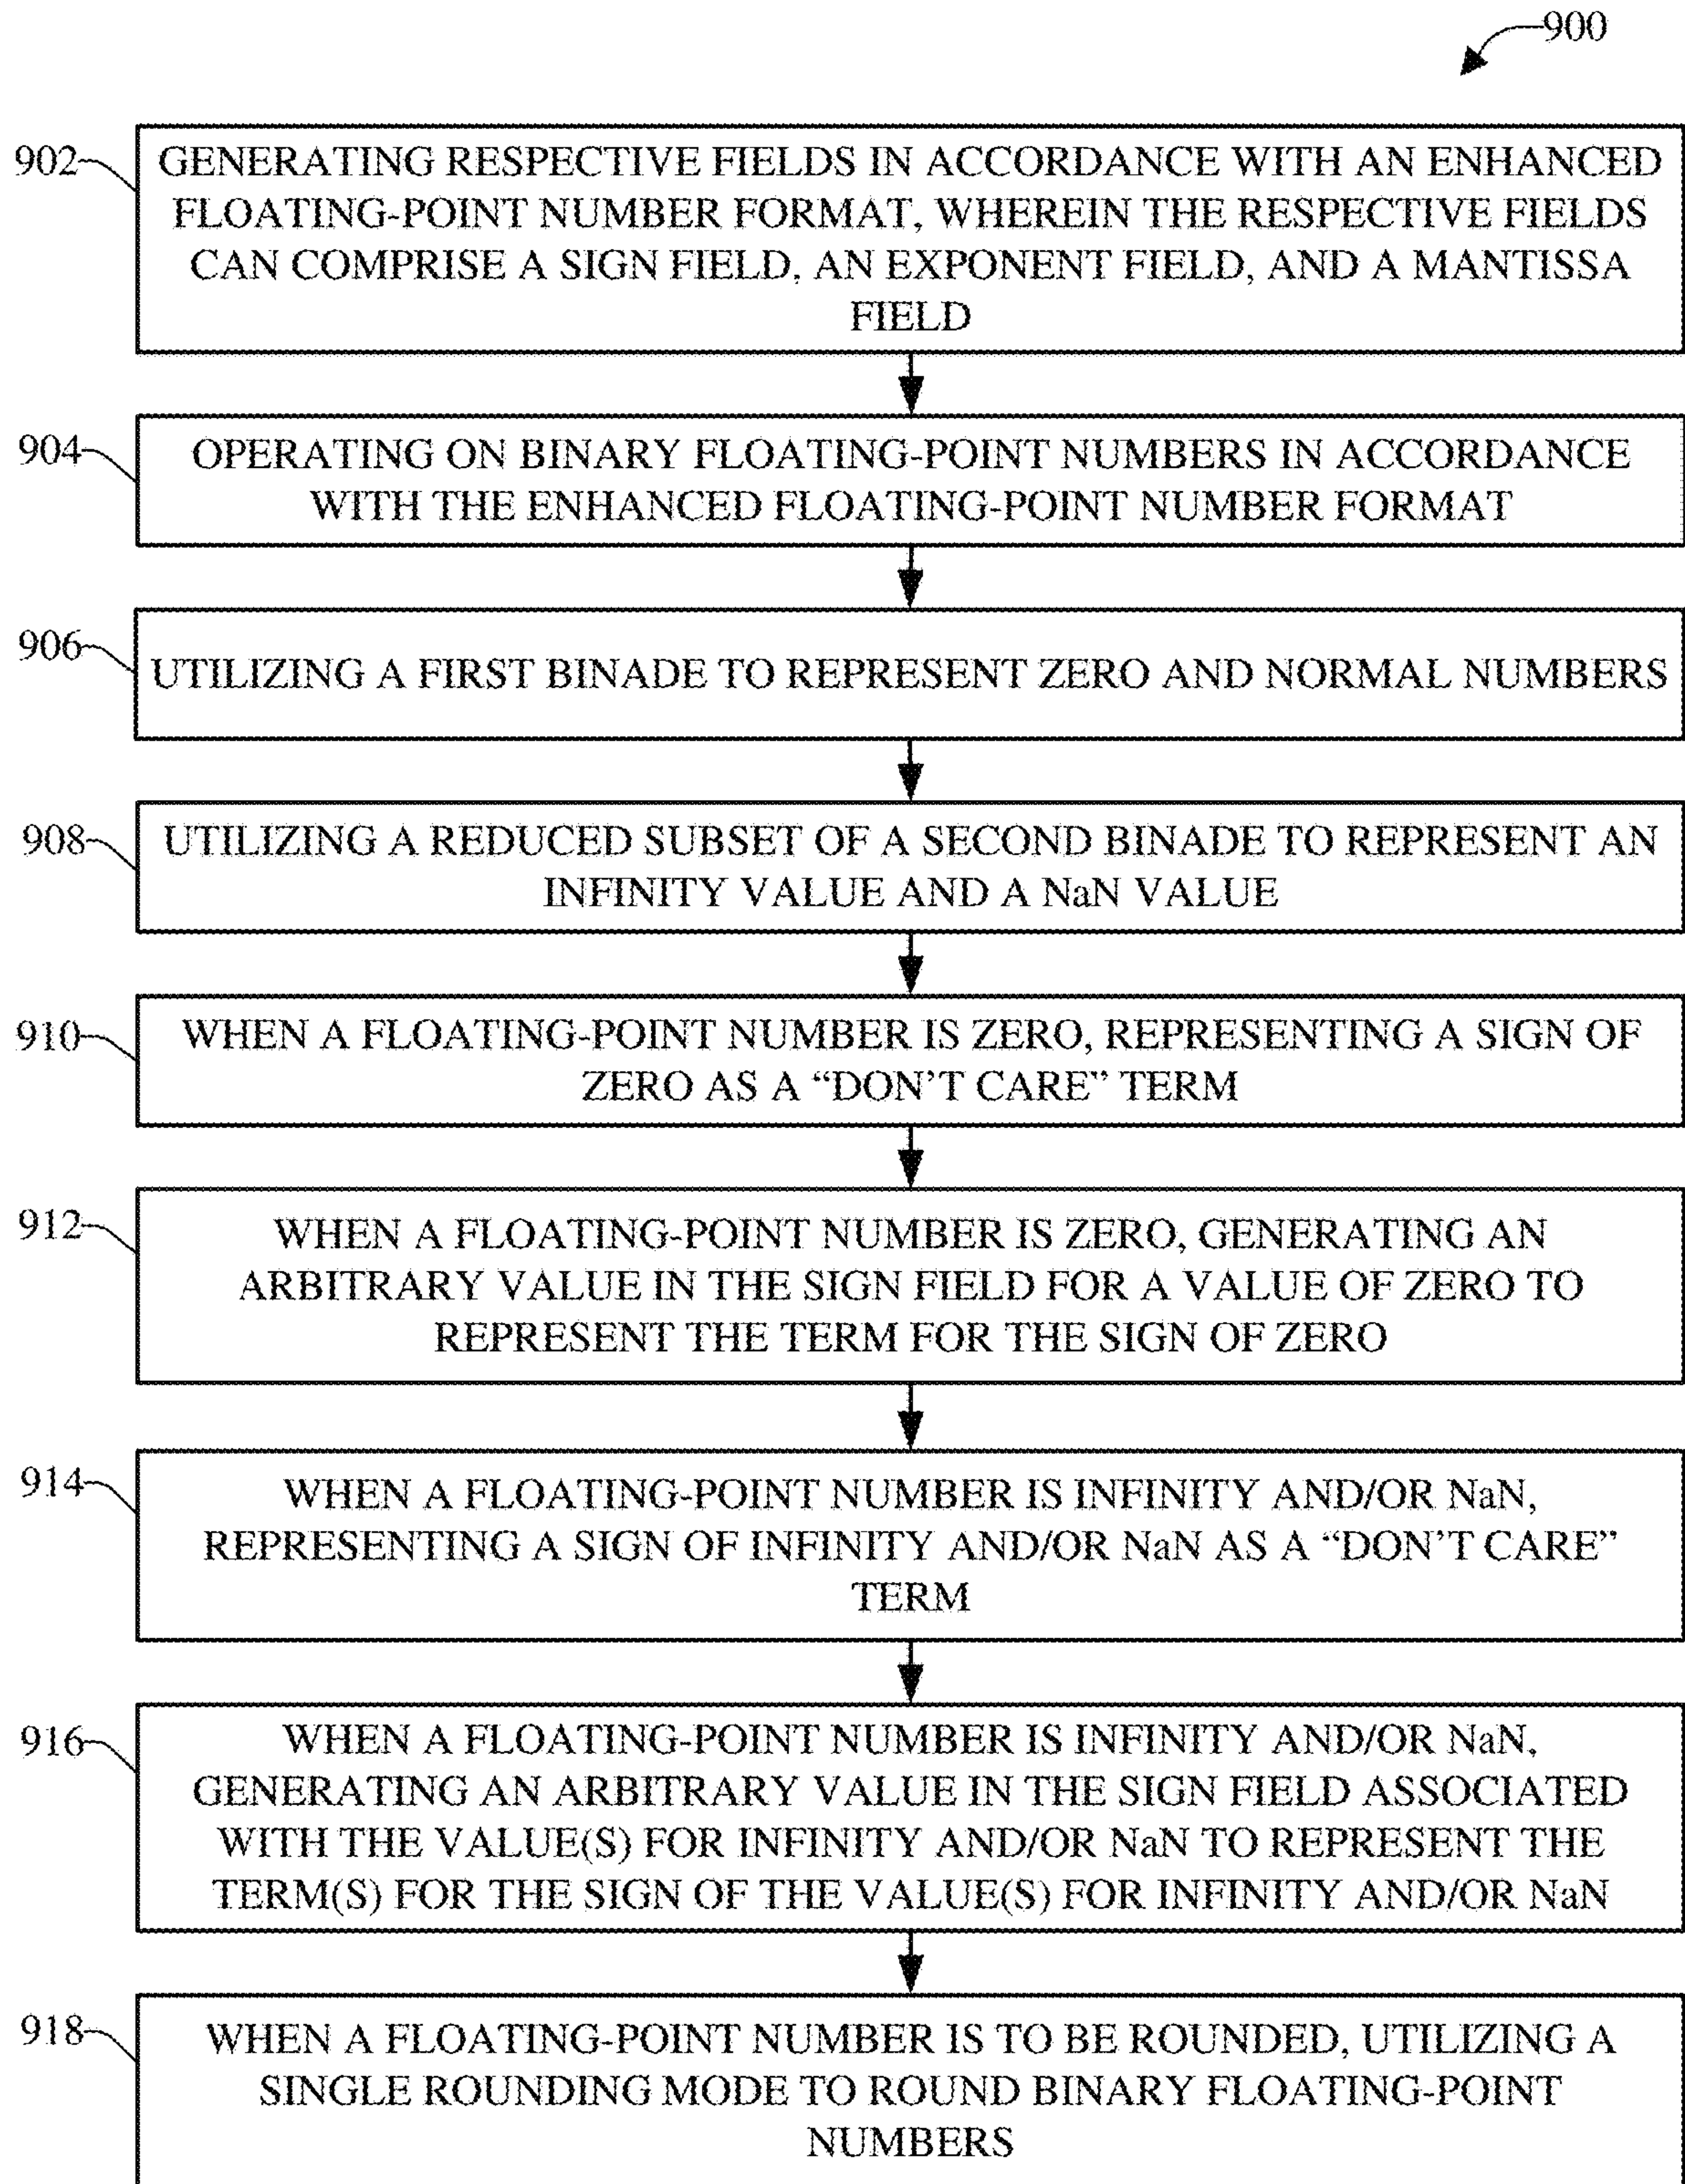 900
902
GENERATING RESPECTIVE FIELDS IN ACCORDANCE WITH AN ENHANCED
FLOATING-POINT NUMBER FORMAT, WHEREIN THE RESPECTIVE FIELDS
CAN COMPRISE A SIGN FIELD, AN EXPONENT FIELD, AND A MANTISSA
FIELD
904
OPERATING ON BINARY FLOATING-POINT NUMBERS IN ACCORDANCE
WITH THE ENHANCED FLOATING-POINT NUMBER FORMAT
906
UTILIZING A FIRST BINADE TO REPRESENT ZERO AND NORMAL NUMBERS
908
UTILIZING A REDUCED SUBSET OF A SECOND BINADE TO REPRESENT AN
INFINITY VALUE AND A NaN VALUE
910
WHEN A FLOATING-POINT NUMBER IS ZERO, REPRESENTING A SIGN OF
ZERO AS A “DON’T CARE” TERM
912
WHEN A FLOATING-POINT NUMBER IS ZERO, GENERATING AN
ARBITRARY VALUE IN THE SIGN FIELD FOR A VALUE OF ZERO TO
REPRESENT THE TERM FOR THE SIGN OF ZERO
914
WHEN A FLOATING-POINT NUMBER IS INFINITY AND/OR NaN,
REPRESENTING A SIGN OF INFINITY AND/OR NaN AS A “DON’T CARE”
TERM
916
WHEN A FLOATING-POINT NUMBER IS INFINITY AND/OR NaN,
GENERATING AN ARBITRARY VALUE IN THE SIGN FIELD ASSOCIATED
WITH THE VALUE(S) FOR INFINITY AND/OR NaN TO REPRESENT THE
TERM(S) FOR THE SIGN OF THE VALUE(S) FOR INFINITY AND/OR NaN
918
WHEN A FLOATING-POINT NUMBER IS TO BE ROUNDED, UTILIZING A
SINGLE ROUNDING MODE TO ROUND BINARY FLOATING-POINT
NUMBERS